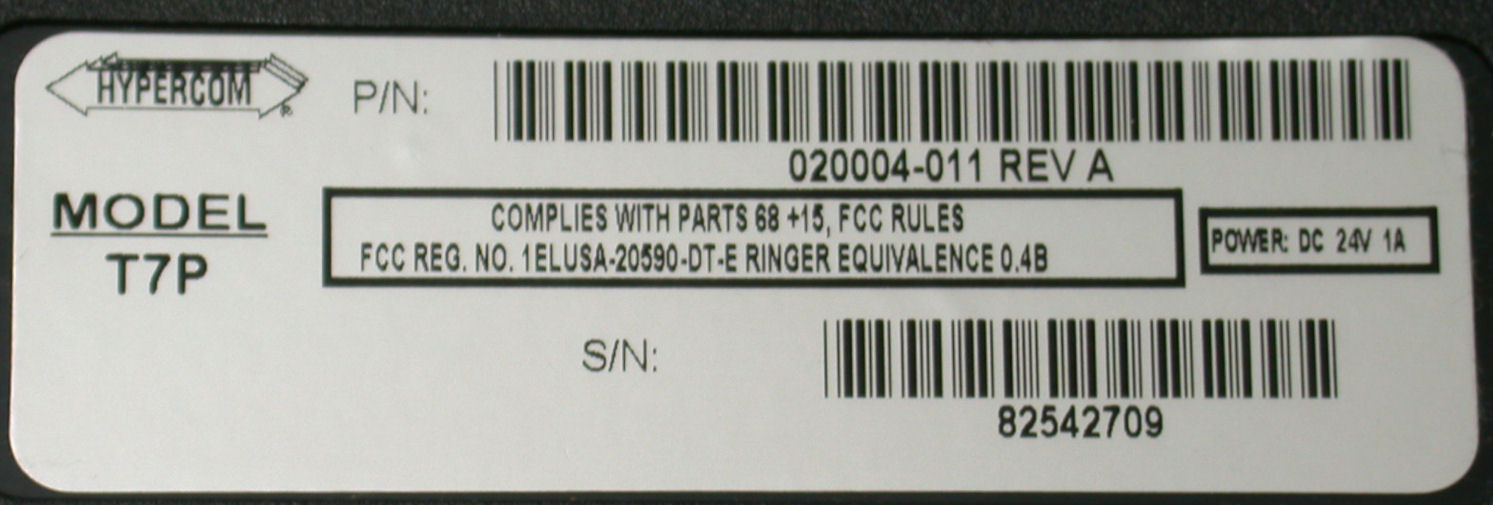 HYPERCOM®
P/N:
020004-011 REV A
MODEL
T7P
COMPLIES WITH PARTS 68 +15, FCC RULES
FCC REG. NO. 1ELUSA-20590-DT-E RINGER EQUIVALENCE 0.4B
POWER: DC 24V 1A
S/N:
82542709